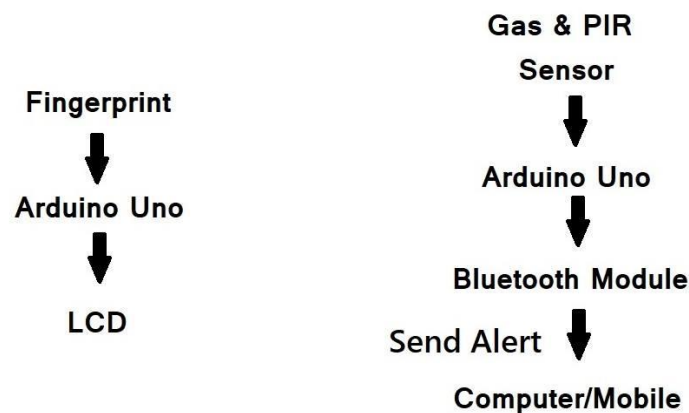 Fingerprint
Arduino Uno
LCD
Gas & PIR
Sensor
Arduino Uno
Bluetooth Module
Send Alert
Computer/Mobile